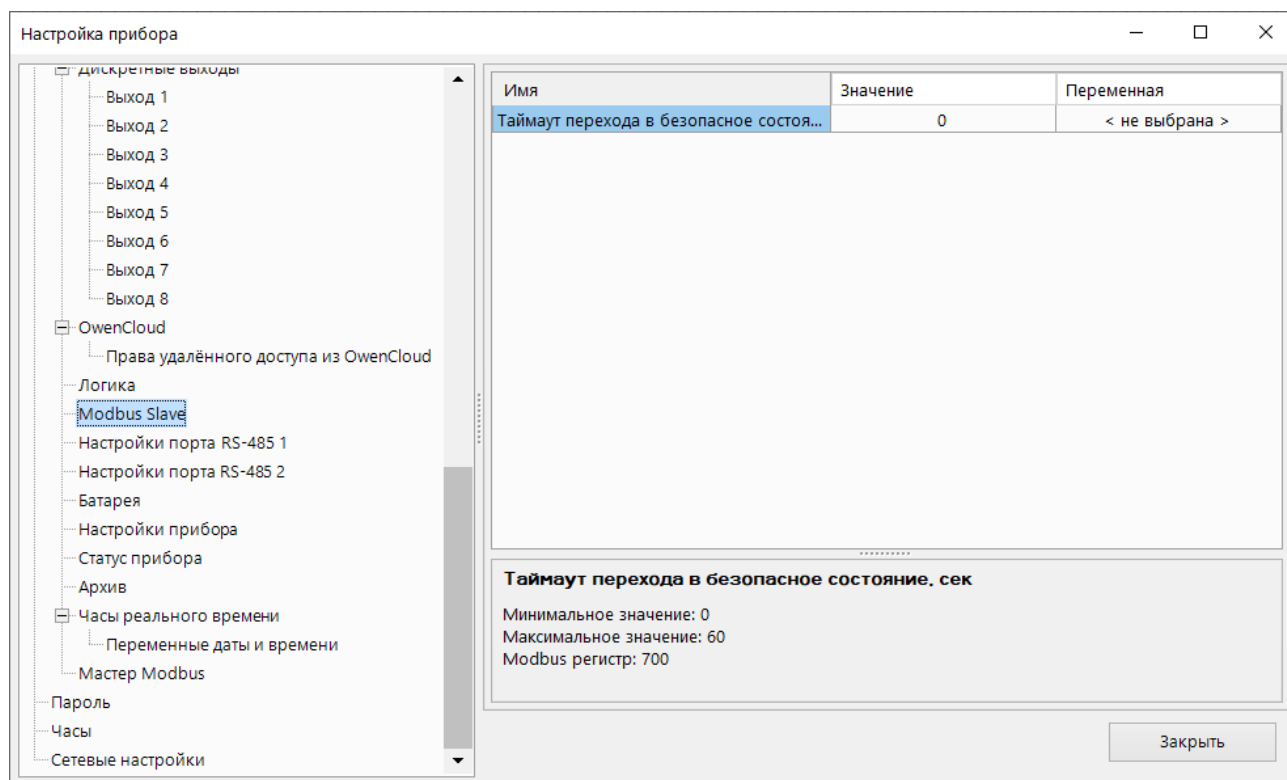 Настройка прибора
Дискретные выходы
Выход 1
Выход 2
Выход 3
Выход 4
Выход 5
Выход 6
Выход 7
Выход 8
OwenCloud
Права удалённого доступа из OwenCloud
Логика
Modbus Slave
Настройки порта RS-485 1
Настройки порта RS-485 2
Батарея
Настройки прибора
Статус прибора
Архив
Часы реального времени
Переменные даты и времени
Мастер Modbus
Пароль
Часы
Сетевые настройки
Имя Значение Переменная
Таймаут перехода в безопасное состоя... 0 < не выбрана >
Таймаут перехода в безопасное состояние, сек
Минимальное значение: 0
Максимальное значение: 60
Modbus регистр: 700
Закрыть